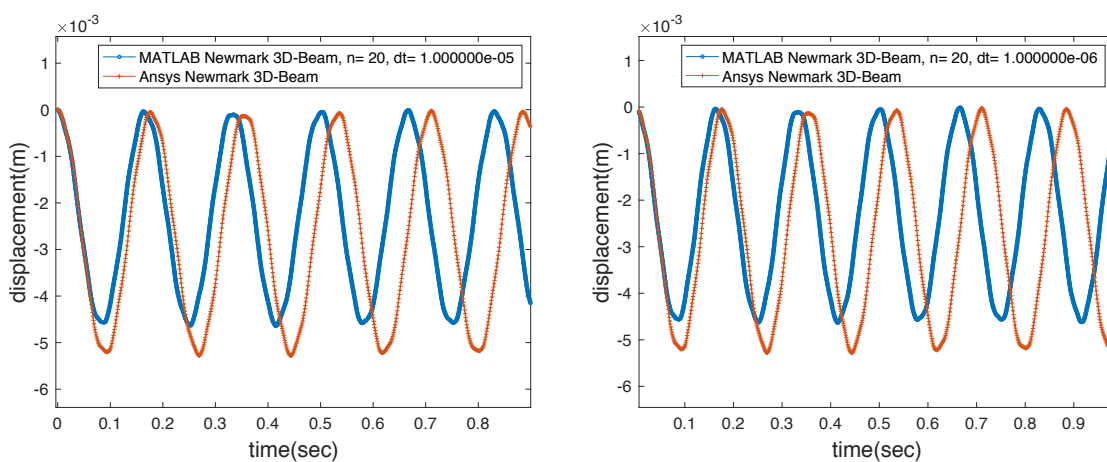 ×10-3
MATLAB Newmark 3D-Beam, n= 20, dt= 1.000000e-05
Ansys Newmark 3D-Beam
1
0
-1
-2
-3
-4
-5
-6
displacement(m)
0 0.1 0.2 0.3 0.4 0.5 0.6 0.7 0.8
time(sec)
×10-3
MATLAB Newmark 3D-Beam, n= 20, dt= 1.000000e-06
Ansys Newmark 3D-Beam
1
0
-1
-2
-3
-4
-5
-6
displacement(m)
0.1 0.2 0.3 0.4 0.5 0.6 0.7 0.8 0.9
time(sec)